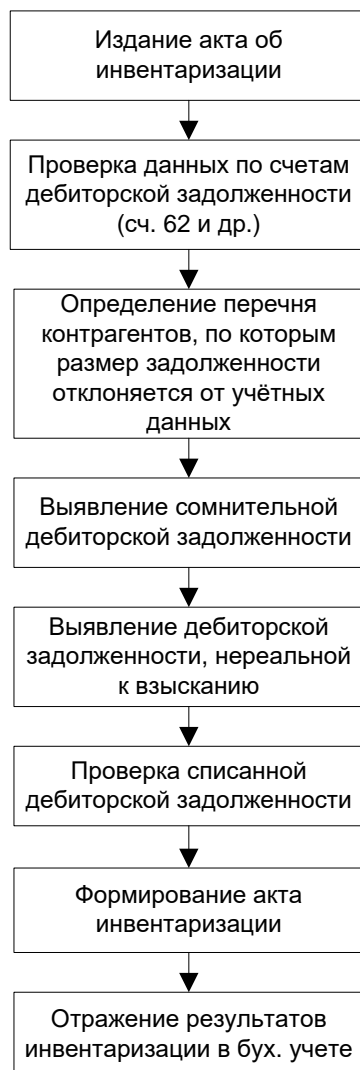 Издание акта об
инвентаризации
Проверка данных по счетам
дебиторской задолженности
(сч. 62 и др.)
Определение перечня
контрагентов, по которым
размер задолженности
отклоняется от учётных
данных
Выявление сомнительной
дебиторской задолженности
Выявление дебиторской
задолженности, нереальной
к взысканию
Проверка списанной
дебиторской задолженности
Формирование акта
инвентаризации
Отражение результатов
инвентаризации в бух. учете